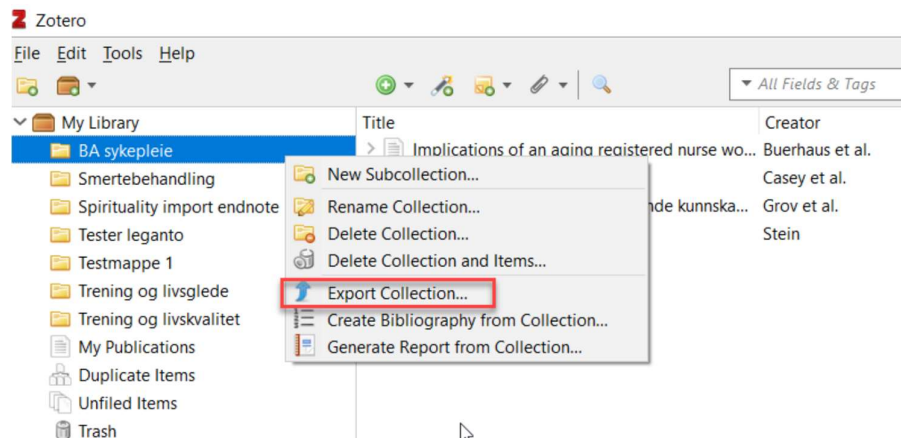 Zotero
File Edit Tools Help
All Fields & Tags
My Library
Title Creator
BA sykepleie
Implications of an aging registered nurse wo... Buerhaus et al.
New Subcollection...
Smertebehandling
Casey et al.
Spirituality import endnote
Rename Collection...
nde kunnska... Grov et al.
Tester leganto
Delete Collection...
Stein
Testmappe 1
Delete Collection and Items...
Trening og livsglede
Export Collection...
Trening og livskvalitet
Create Bibliography from Collection...
My Publications
Generate Report from Collection...
Duplicate Items
Unfiled Items
Trash